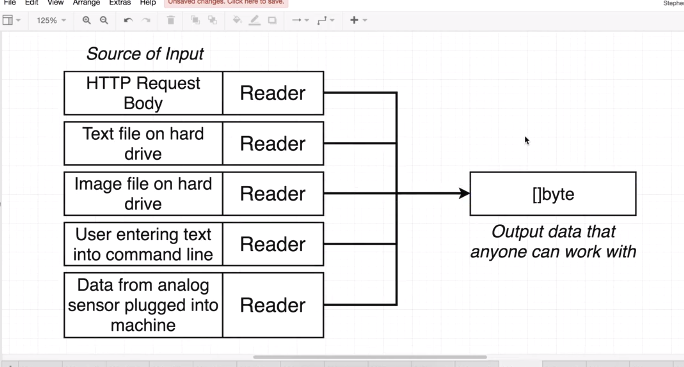 File Edit View Arrange Extras Help Unsaved changes. Click here to save.
Stephe
125%
Source of Input
HTTP Request
Body
Reader
Text file on hard
drive
Reader
Image file on hard
drive
Reader
User entering text
into command line
Reader
Data from analog
sensor plugged into
machine
Reader
[]byte
Output data that
anyone can work with